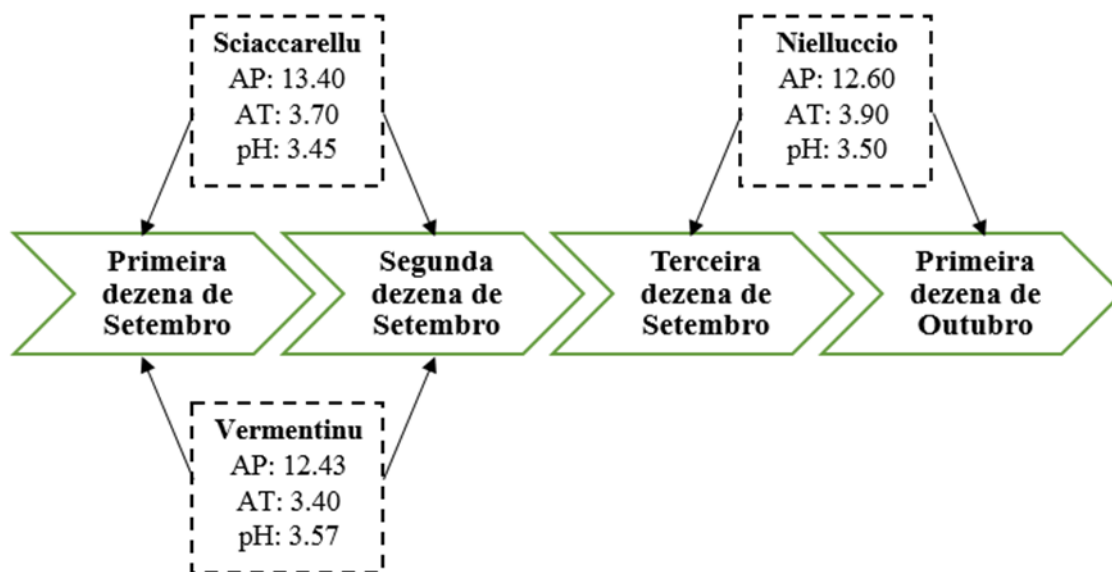 Sciaccarellu
AP: 13.40
AT: 3.70
pH: 3.45
Nielluccio
AP: 12.60
AT: 3.90
pH: 3.50
Primeira
dezena de
Setembro
Segunda
dezena de
Setembro
Terceira
dezena de
Setembro
Primeira
dezena de
Outubro
Vermentinu
AP: 12.43
AT: 3.40
pH: 3.57